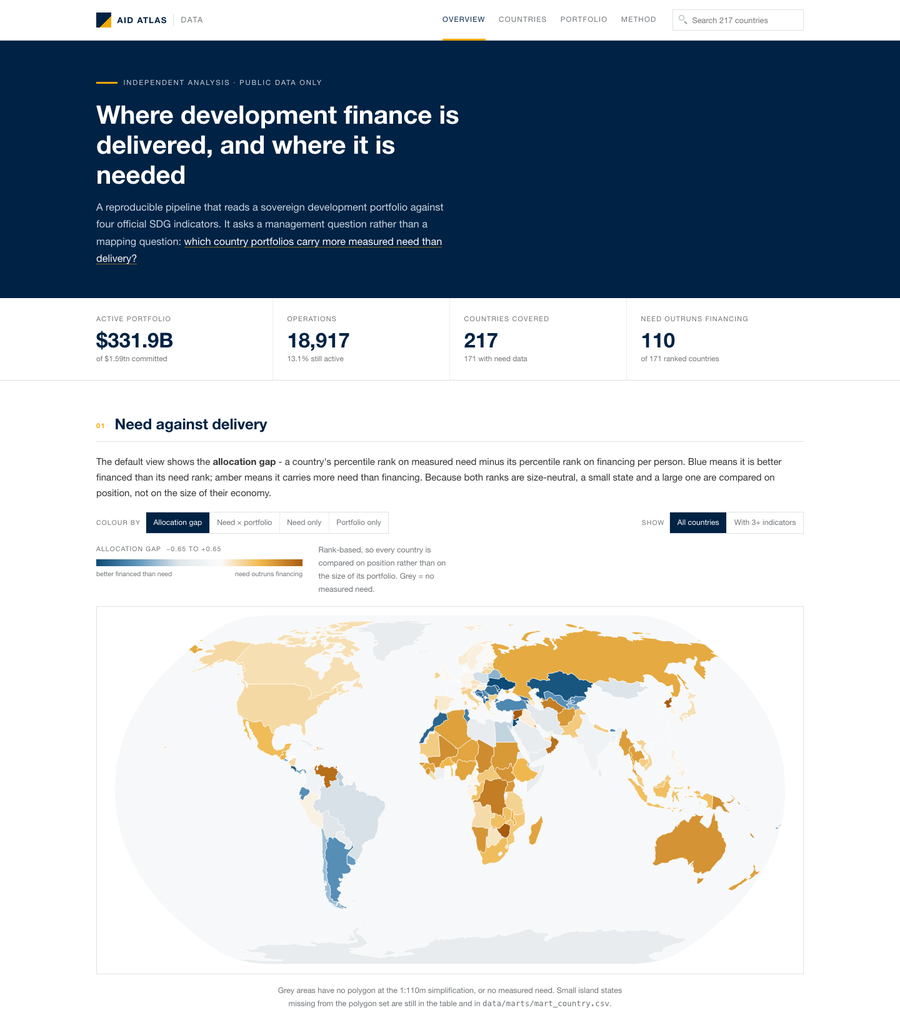 AID ATLAS DATA OVERVIEW COUNTRIES PORTFOLIO METHOD Search 217 countries
INDEPENDENT ANALYSIS · PUBLIC DATA ONLY
Where development finance is
delivered, and where it is
needed
A reproducible pipeline that reads a sovereign development portfolio against
four official SDG indicators. It asks a management question rather than a
mapping question: which country portfolios carry more measured need than
delivery?
ACTIVE PORTFOLIO
$331.9B
of $1.59tn committed
OPERATIONS
18,917
13.1% still active
COUNTRIES COVERED
217
171 with need data
NEED OUTRUNS FINANCING
110
of 171 ranked countries
01 Need against delivery
The default view shows the allocation gap - a country's percentile rank on measured need minus its percentile rank on financing per person. Blue means it is better
financed than its need rank; amber means it carries more need than financing. Because both ranks are size-neutral, a small state and a large one are compared on
position, not on the size of their economy.
COLOUR BY Allocation gap Need × portfolio Need only Portfolio only SHOW All countries With 3+ indicators
ALLOCATION GAP −0.65 TO +0.65
better financed than need need outruns financing
Rank-based, so every country is
compared on position rather than on
the size of its portfolio. Grey = no
measured need.
Grey areas have no polygon at the 1:110m simplification, or no measured need. Small island states
missing from the polygon set are still in the table and in data/marts/mart_country.csv.